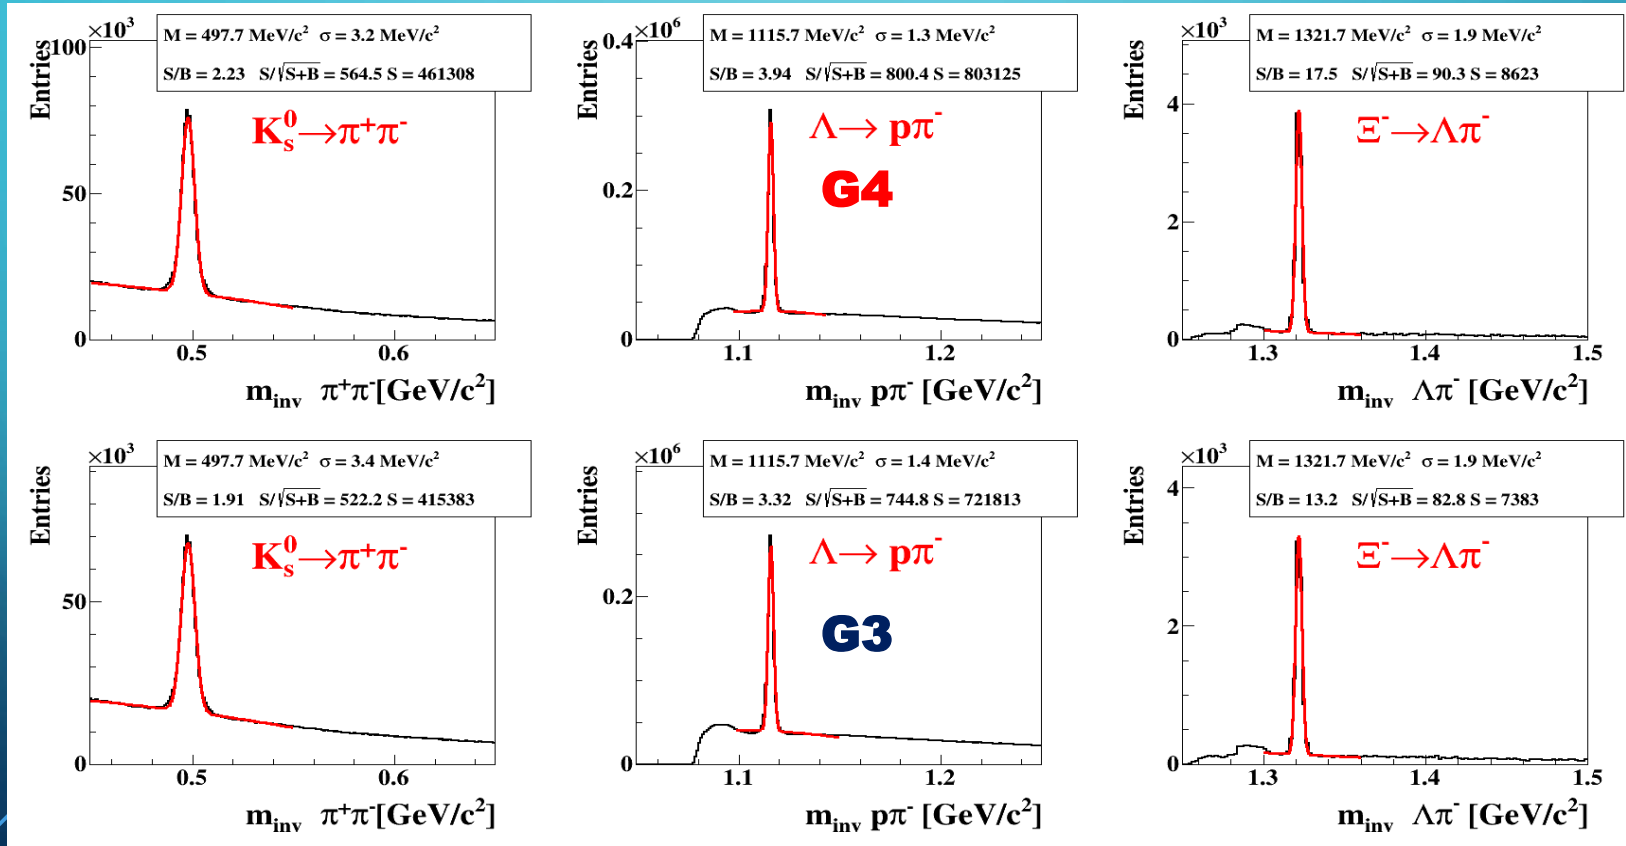 ×10³
M = 497.7 MeV/c² σ = 3.2 MeV/c²
S/B = 2.23 S/√S+B = 564.5 S = 461308
K⁰ₛ→π⁺π⁻
Entries
100
50
0
0.5 0.6
m_inv π⁺π⁻[GeV/c²]
×10⁶
M = 1115.7 MeV/c² σ = 1.3 MeV/c²
S/B = 3.94 S/√S+B = 800.4 S = 803125
Λ→ pπ⁻
G4
Entries
0.4
0.2
0
1.1 1.2
m_inv pπ⁻ [GeV/c²]
×10³
M = 1321.7 MeV/c² σ = 1.9 MeV/c²
S/B = 17.5 S/√S+B = 90.3 S = 8623
Ξ⁻→Λπ⁻
Entries
4
2
0
1.3 1.4 1.5
m_inv Λπ⁻ [GeV/c²]
×10³
M = 497.7 MeV/c² σ = 3.4 MeV/c²
S/B = 1.91 S/√S+B = 522.2 S = 415383
K⁰ₛ→π⁺π⁻
Entries
50
0
0.5 0.6
m_inv π⁺π⁻[GeV/c²]
×10⁶
M = 1115.7 MeV/c² σ = 1.4 MeV/c²
S/B = 3.32 S/√S+B = 744.8 S = 721813
Λ→ pπ⁻
G3
Entries
0.2
0
1.1 1.2
m_inv pπ⁻ [GeV/c²]
×10³
M = 1321.7 MeV/c² σ = 1.9 MeV/c²
S/B = 13.2 S/√S+B = 82.8 S = 7383
Ξ⁻→Λπ⁻
Entries
4
2
0
1.3 1.4 1.5
m_inv Λπ⁻ [GeV/c²]